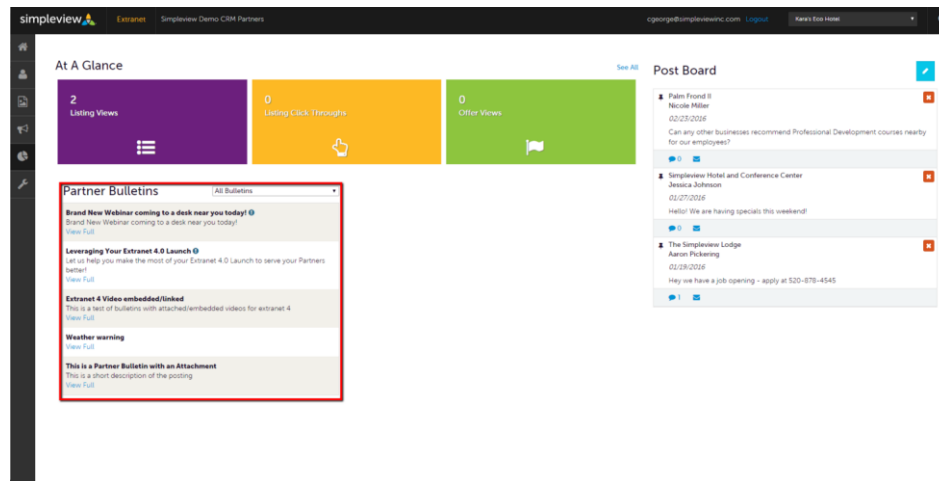 simpleview Extranet Simpleview Demo CRM Partners cgeorge@simpleviewinc.com Logout Kara's Eco Hotel
At A Glance See All
2
Listing Views
0
Listing Click Throughs
0
Offer Views
Partner Bulletins All Bulletins
Brand New Webinar coming to a desk near you today!
Brand New Webinar coming to a desk near you today!
View Full
Leveraging Your Extranet 4.0 Launch
Let us help you make the most of your Extranet 4.0 Launch to serve your Partners
better!
View Full
Extranet 4 Video embedded/linked
This is a test of bulletins with attached/embedded videos for extranet 4
View Full
Weather warning
View Full
This is a Partner Bulletin with an Attachment
This is a short description of the posting
View Full
Post Board
Palm Frond II
Nicole Miller
02/23/2016
Can any other businesses recommend Professional Development courses nearby
for our employees?
0
Simpleview Hotel and Conference Center
Jessica Johnson
01/27/2016
Hello! We are having specials this weekend!
0
The Simpleview Lodge
Aaron Pickering
01/19/2016
Hey we have a job opening - apply at 520-878-4545
1